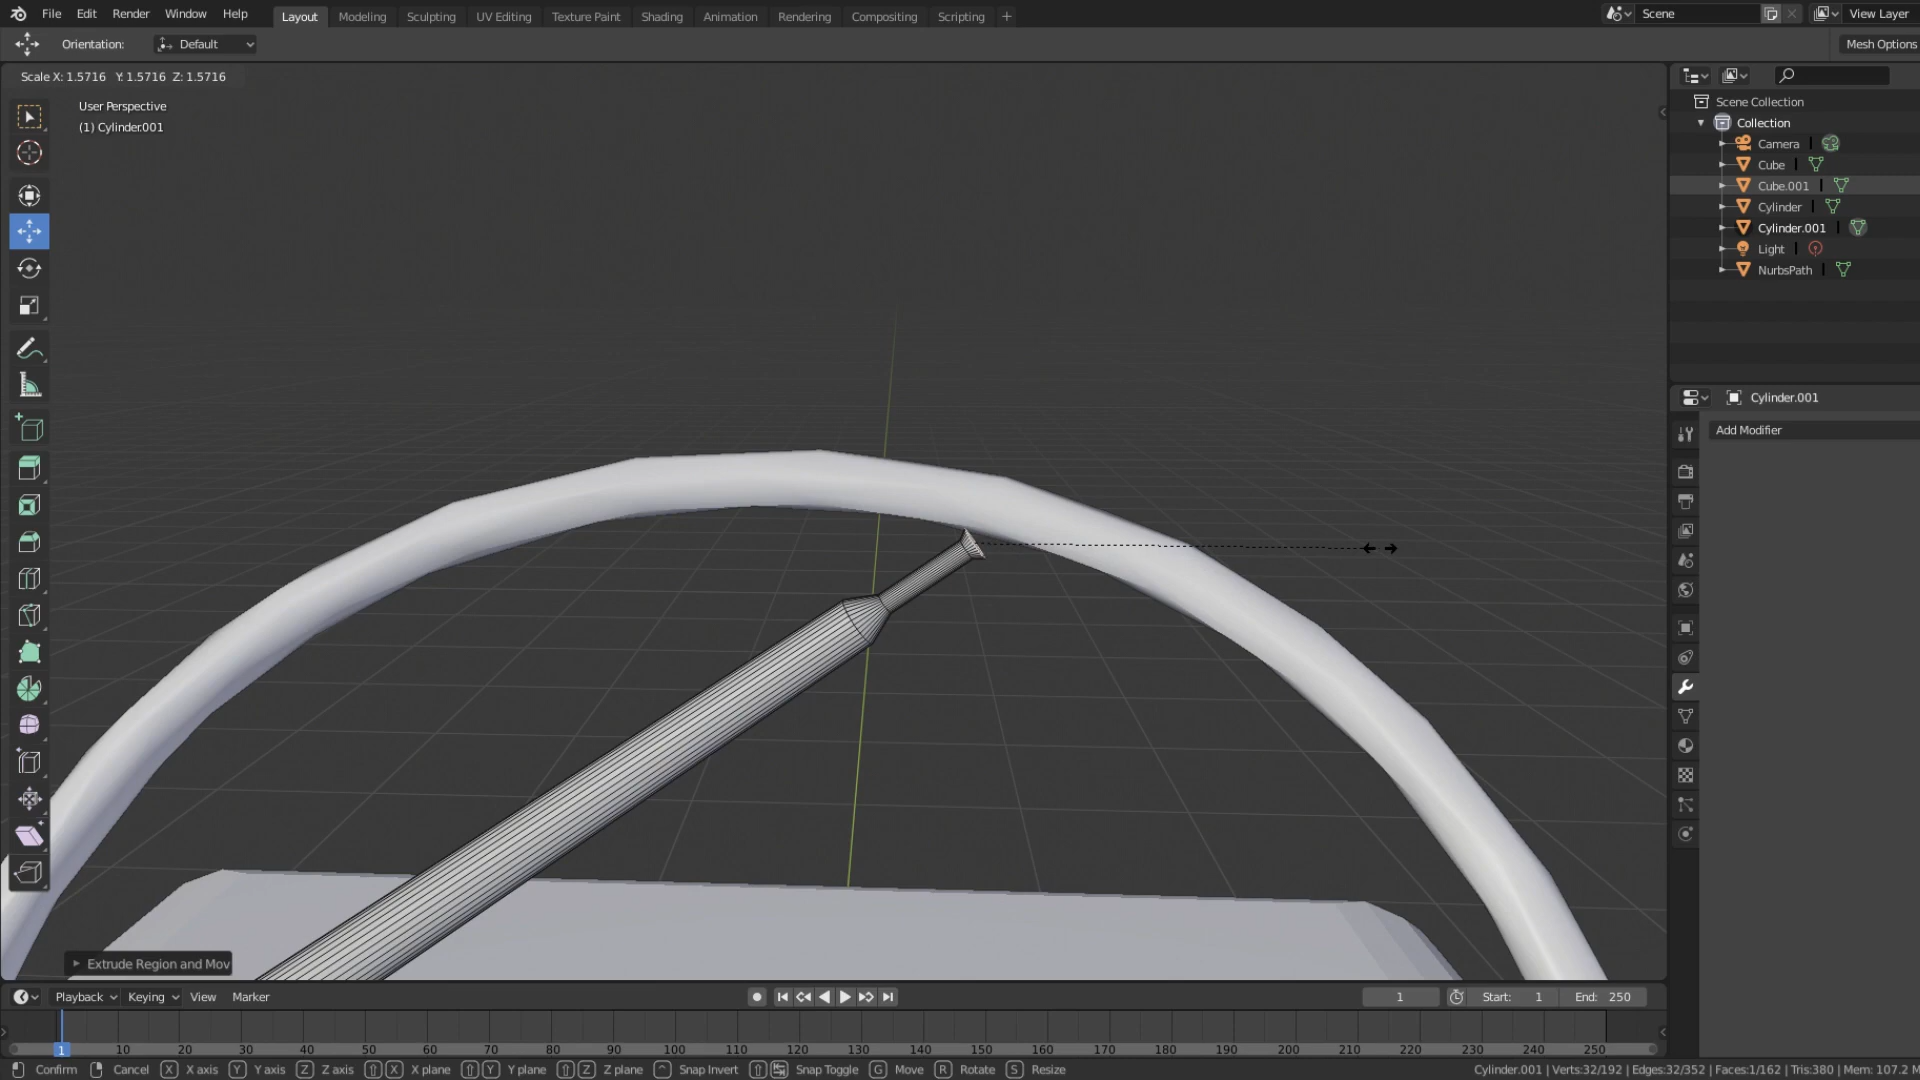 File Edit Render Window Help Layout Modeling Sculpting UV Editing Texture Paint Shading Animation Rendering Compositing Scripting + Scene View Layer
Orientation: Default Mesh Options
Scale X: 1.5716 Y: 1.5716 Z: 1.5716
User Perspective
(1) Cylinder.001
Scene Collection
Collection
Camera
Cube
Cube.001
Cylinder
Cylinder.001
Light
NurbsPath
Cylinder.001
Add Modifier
Extrude Region and Mov
Playback Keying View Marker 1 Start: 1 End: 250
1 10 20 30 40 50 60 70 80 90 100 110 120 130 140 150 160 170 180 190 200 210 220 230 240 250
Confirm Cancel X X axis Y Y axis Z Z axis X X plane Y Y plane Z Z plane Snap Invert Snap Toggle G Move R Rotate S Resize Cylinder.001 | Verts:32/192 | Edges:32/352 | Faces:1/162 | Tris:380 | Mem: 107.2 M